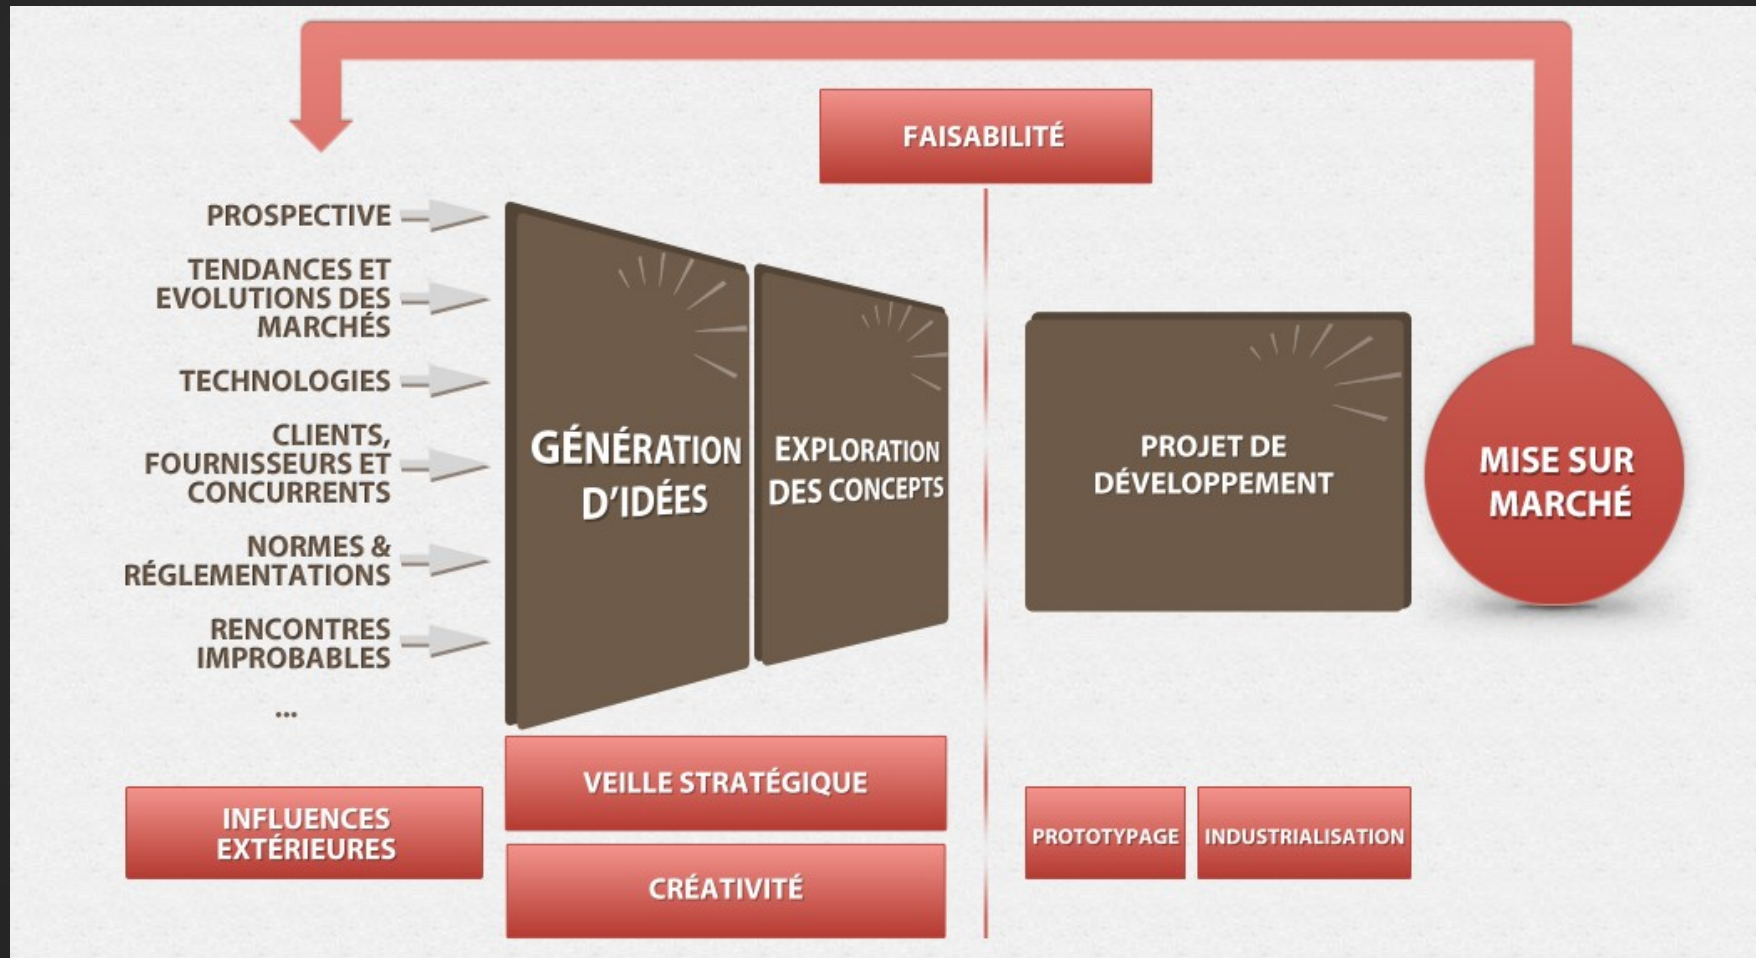 FAISABILITÉ
PROSPECTIVE
TENDANCES ET
EVOLUTIONS DES
MARCHÉS
TECHNOLOGIES
CLIENTS,
FOURNISSEURS ET
CONCURRENTS
NORMES &
RÉGLEMENTATIONS
RENCONTRES
IMPROBABLES
...
INFLUENCES
EXTÉRIEURES
GÉNÉRATION
D’IDÉES
EXPLORATION
DES CONCEPTS
VEILLE STRATÉGIQUE
CRÉATIVITÉ
PROJET DE
DÉVELOPPEMENT
PROTOTYPAGE
INDUSTRIALISATION
MISE SUR
MARCHÉ